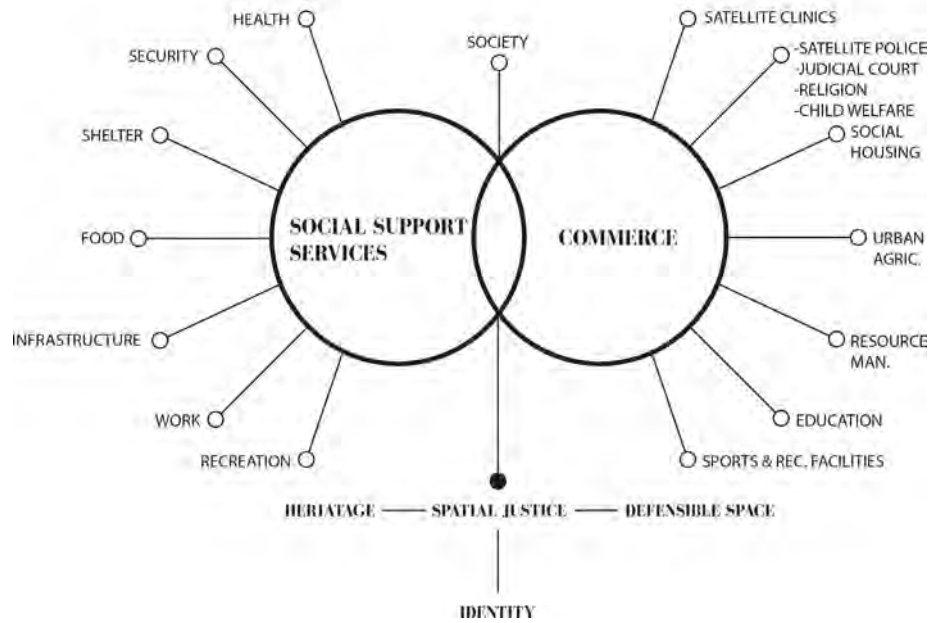 HEALTH
SATELLITE CLINICS
SOCIETY
SECURITY
-SATELLITE POLICE
-JUDICIAL COURT
-RELIGION
-CHILD WELFARE
SHELTER
SOCIAL
HOUSING
SOCIAL SUPPORT
SERVICES
COMMERCE
FOOD
URBAN
AGRIC.
INFRASTRUCTURE
RESOURCE
MAN.
WORK
EDUCATION
RECREATION
SPORTS & REC. FACILITIES
HERIATAGE
SPATIAL JUSTICE
DEFENSIBLE SPACE
IDENTITY